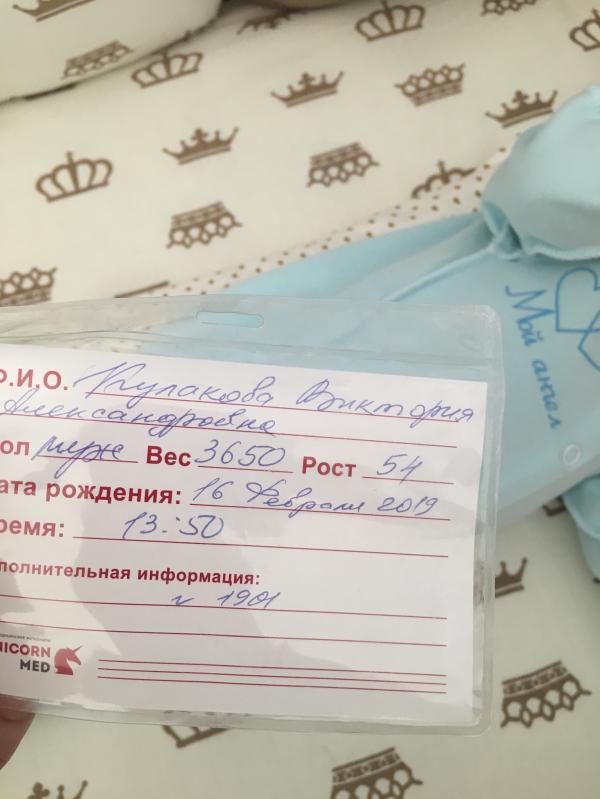 Ф.И.О. Кулакова Виктория
Александровна
ол муж Вес 3650 Рост 54
ата рождения: 16 Февраля 2019
ремя: 13:50
полнительная информация:
1901
NICORN
MED
Мой ангел